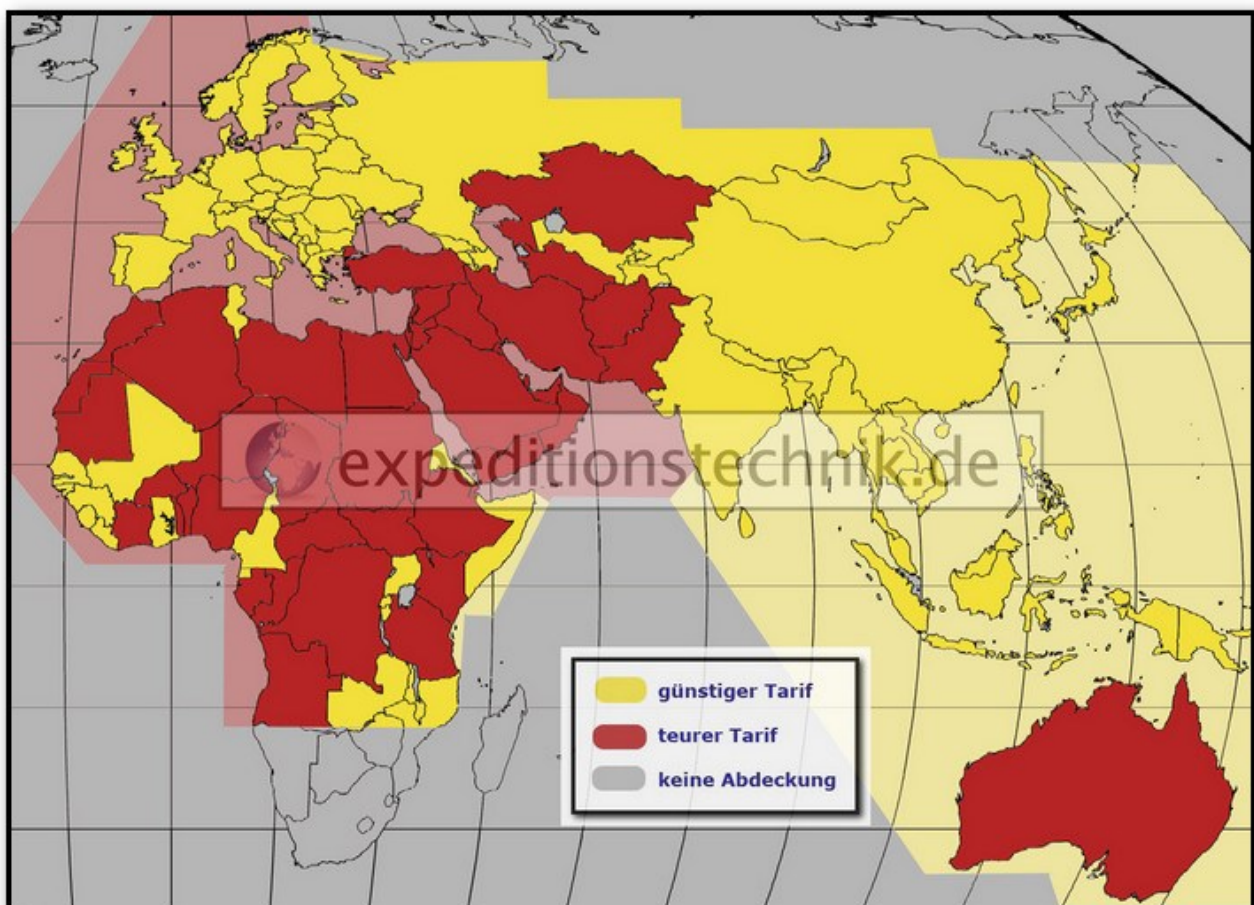 expeditionstechnik.de
günstiger Tarif
teurer Tarif
keine Abdeckung